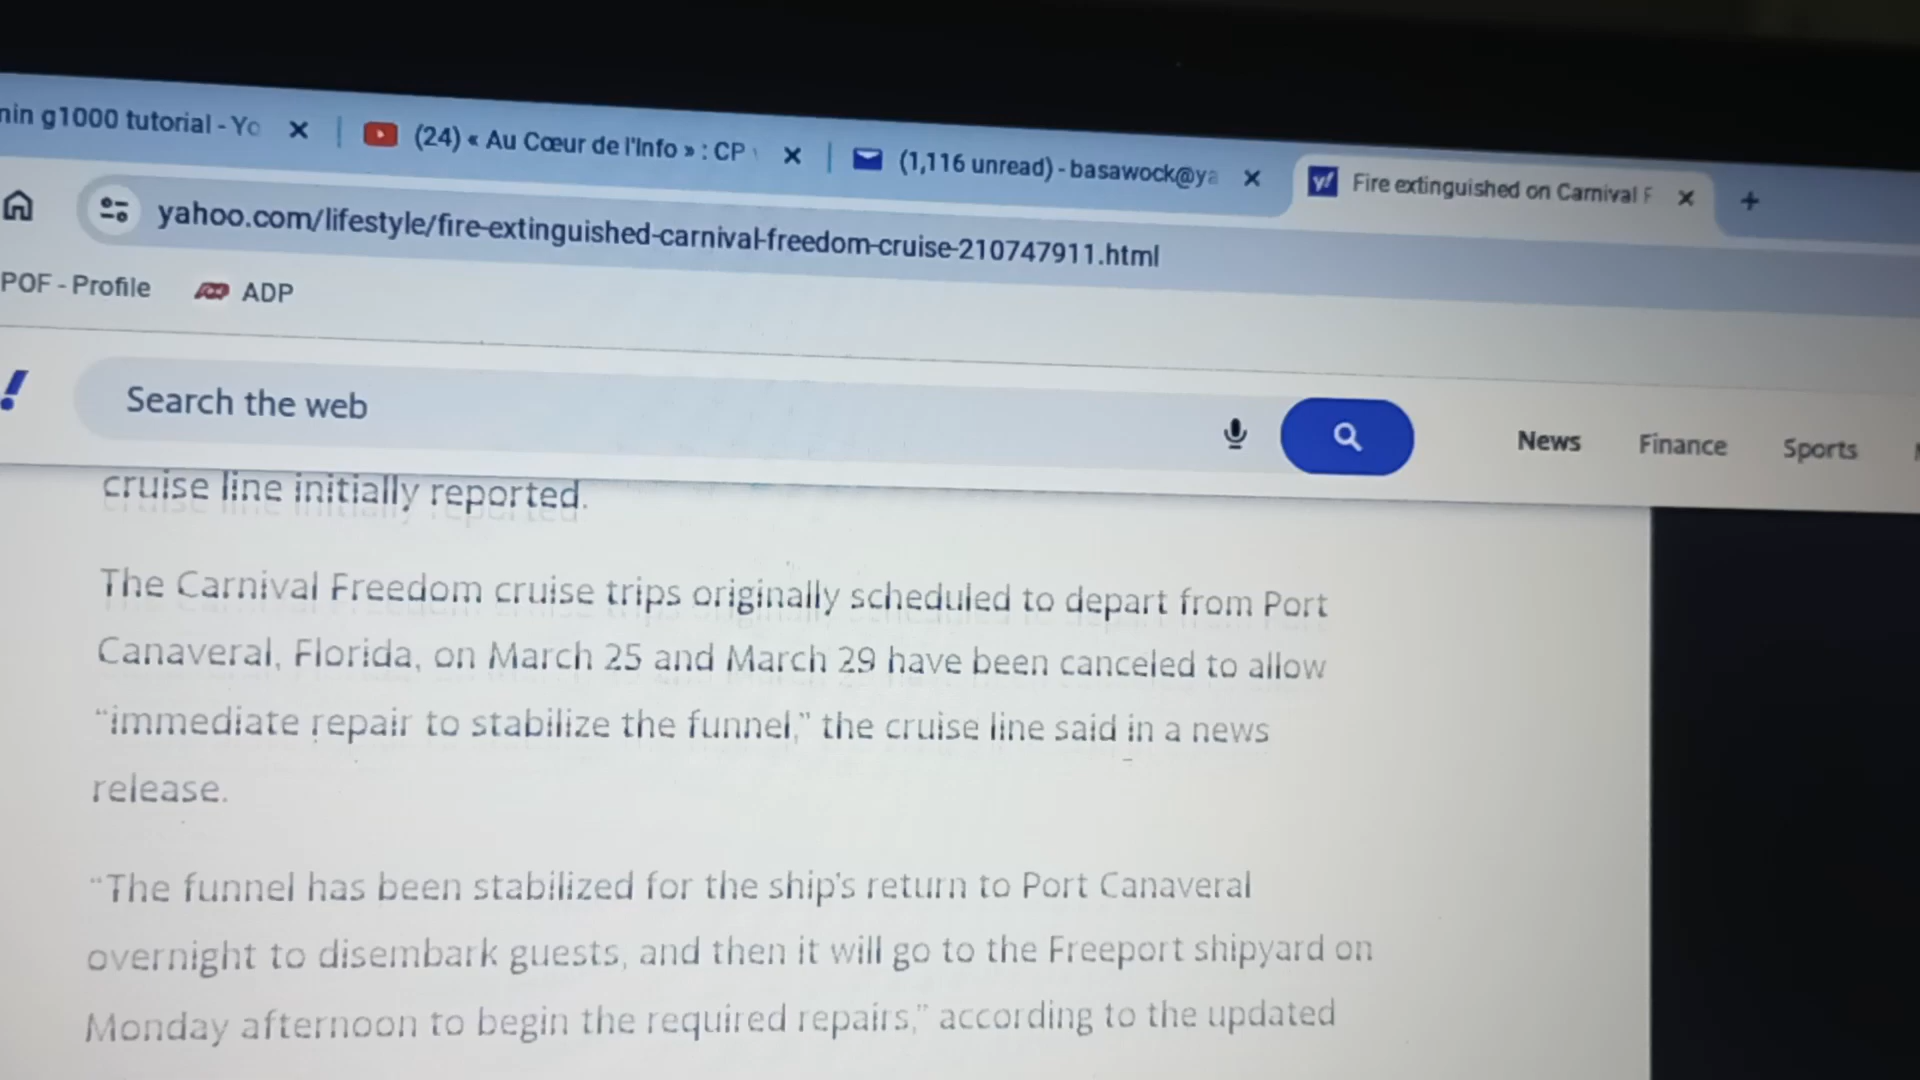 g1000 tutorial - Yo
(24) « Au Cœur de l'Info » : CP
(1,116 unread) - basawock@ya
Fire extinguished on Carnival F
yahoo.com/lifestyle/fire-extinguished-carnival-freedom-cruise-210747911.html
POF - Profile
ADP
Search the web
News
Finance
Sports
cruise line initially reported.
The Carnival Freedom cruise trips originally scheduled to depart from Port
Canaveral, Florida, on March 25 and March 29 have been canceled to allow
“immediate repair to stabilize the funnel,” the cruise line said in a news
release.
“The funnel has been stabilized for the ship's return to Port Canaveral
overnight to disembark guests, and then it will go to the Freeport shipyard on
Monday afternoon to begin the required repairs,” according to the updated